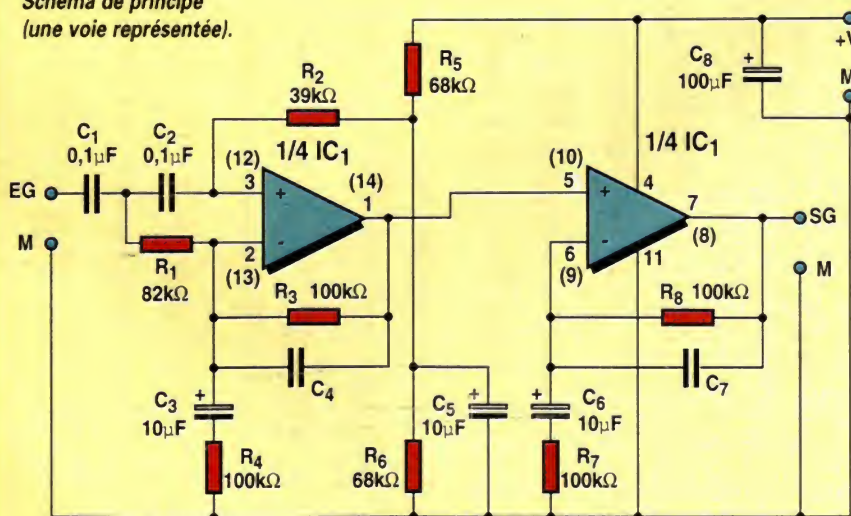 Schéma de principe
(une voie représentée).
R5
68kΩ
R2
39kΩ
C8
100µF
+
+V
M
C1
0,1µF
C2
0,1µF
1/4 IC1
1/4 IC1
EG
(12)
3
+
(14)
1
(10)
5
+
4
7
SG
M
R1
82kΩ
-
2
(13)
-
6
(9)
11
(8)
M
R3 100kΩ
R8 100kΩ
C4
C7
C3
10µF
+
C5
10µF
+
C6
10µF
+
R4
100kΩ
R6
68kΩ
R7
100kΩ